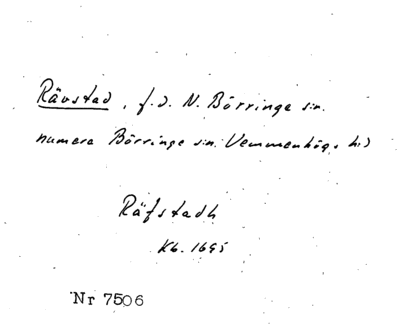 Rävstad, f.d. N. Börringe sn.
numera Börringe sn. Vemmenhögs hd
Räfstadh
Kb. 1695
Nr 7506